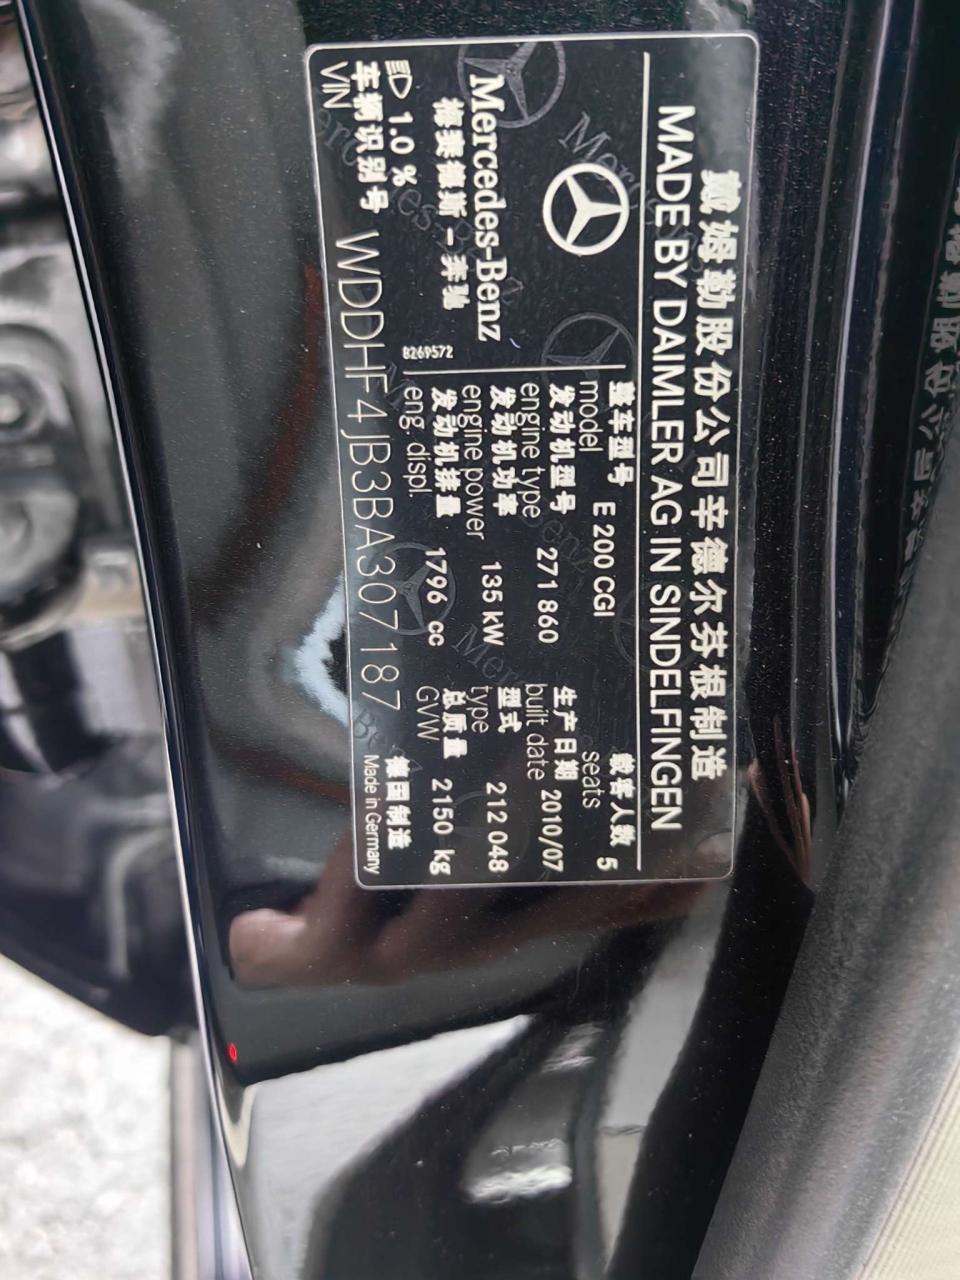 戴姆勒股份公司辛德尔芬根制造
MADE BY DAIMLER AG IN SINDELFINGEN
Mercedes-Benz
梅赛德斯-奔驰
8269572
整车型号 E 200 CGI 载客人数 5
model seats
发动机型号 271 860 生产日期 2010/07
engine type built date
发动机功率 135 kW 型式 212 048
engine power type
发动机排量 1796 cc 总质量 2150 kg
eng. displ. GVW
1.0 %
车辆识别号 WDDHF4JB3BA307187 德国制造
VIN Made in Germany